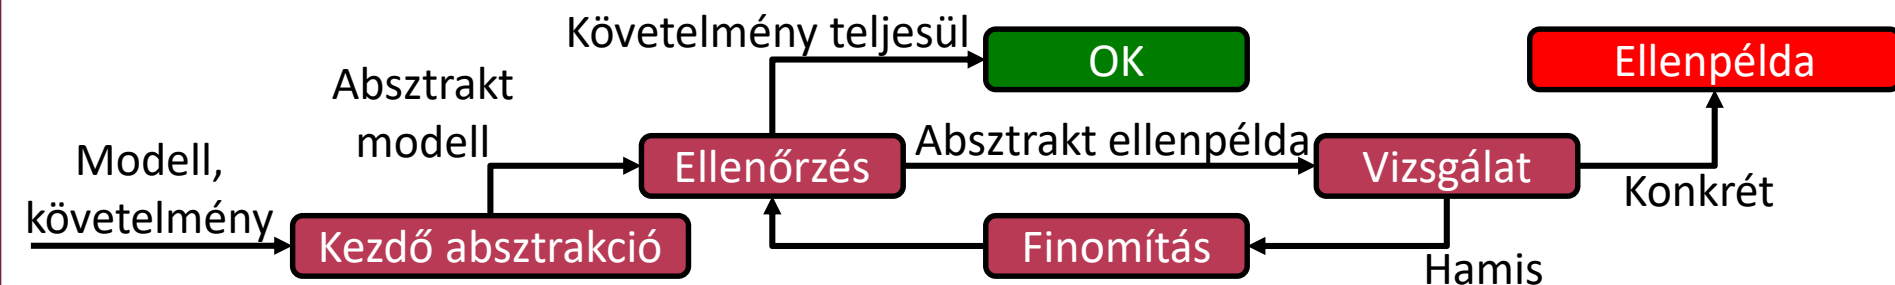 Követelmény teljesül
OK
Ellenpélda
Absztrakt
modell
Modell,
követelmény
Ellenőrzés
Absztrakt ellenpélda
Vizsgálat
Konkrét
Kezdő absztrakció
Finomítás
Hamis